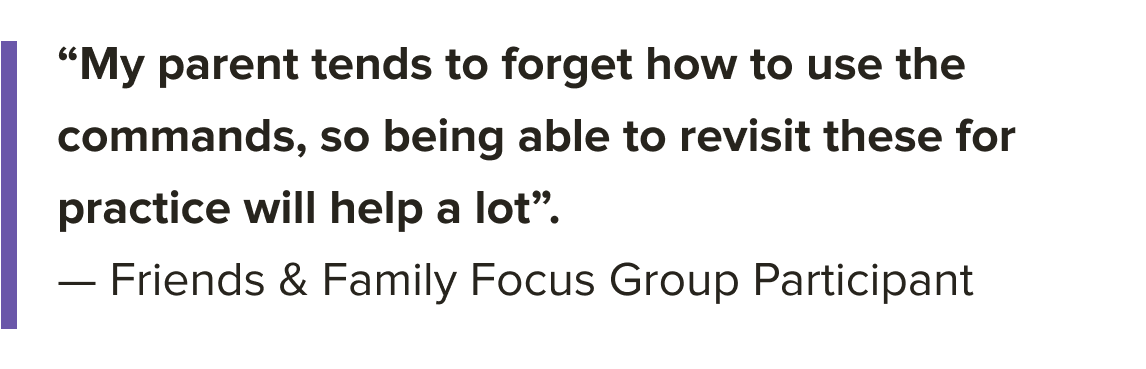 “My parent tends to forget how to use the
commands, so being able to revisit these for
practice will help a lot”.
— Friends & Family Focus Group Participant